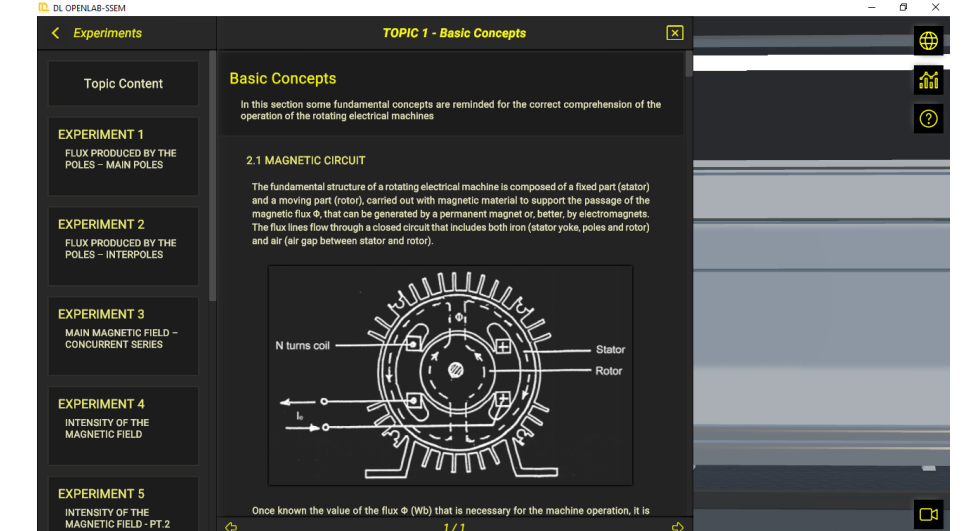 DL OPENLAB-SSEM
Experiments
TOPIC 1 - Basic Concepts
Topic Content
EXPERIMENT 1
FLUX PRODUCED BY THE
POLES – MAIN POLES
EXPERIMENT 2
FLUX PRODUCED BY THE
POLES – INTERPOLES
EXPERIMENT 3
MAIN MAGNETIC FIELD –
CONCURRENT SERIES
EXPERIMENT 4
INTENSITY OF THE
MAGNETIC FIELD
EXPERIMENT 5
INTENSITY OF THE
MAGNETIC FIELD - PT.2
Basic Concepts
In this section some fundamental concepts are reminded for the correct comprehension of the
operation of the rotating electrical machines
2.1 MAGNETIC CIRCUIT
The fundamental structure of a rotating electrical machine is composed of a fixed part (stator)
and a moving part (rotor), carried out with magnetic material to support the passage of the
magnetic flux Φ, that can be generated by a permanent magnet or, better, by electromagnets.
The flux lines flow through a closed circuit that includes both iron (stator yoke, poles and rotor)
and air (air gap between stator and rotor).
Φ
N turns coil
Stator
Rotor
Iₑ
Once known the value of the flux Φ (Wb) that is necessary for the machine operation, it is
1/1